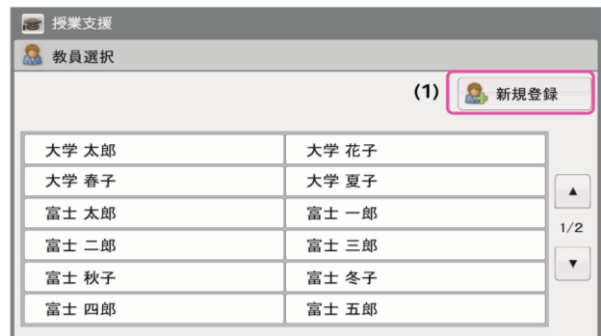 授業支援
教員選択
(1) 新規登録
大学 太郎 大学 花子
大学 春子 大学 夏子
富士 太郎 富士 一郎
富士 二郎 富士 三郎
富士 秋子 富士 冬子
富士 四郎 富士 五郎
▲
1/2
▼